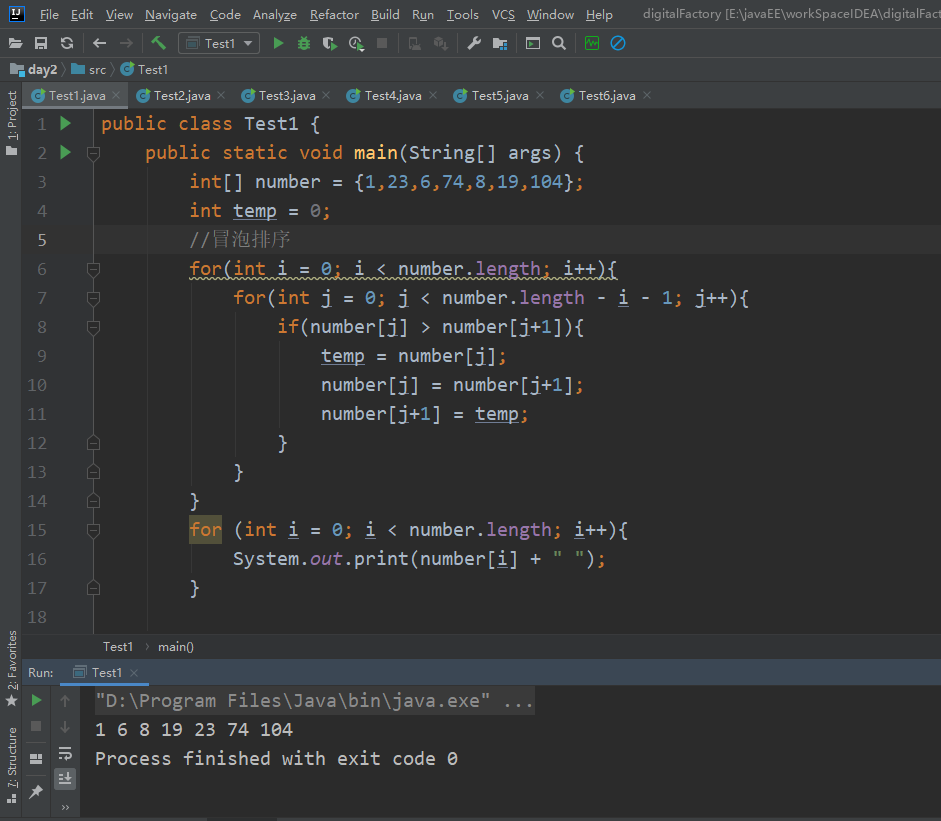 File Edit View Navigate Code Analyze Refactor Build Run Tools VCS Window Help digitalFactory [E:\javaEE\workSpaceIDEA\digitalFact
Test1
day2 src Test1
Test1.java Test2.java Test3.java Test4.java Test5.java Test6.java
1: Project
1 public class Test1 {
2 public static void main(String[] args) {
3 int[] number = {1,23,6,74,8,19,104};
4 int temp = 0;
5 //冒泡排序
6 for(int i = 0; i < number.length; i++){
7 for(int j = 0; j < number.length - i - 1; j++){
8 if(number[j] > number[j+1]){
9 temp = number[j];
10 number[j] = number[j+1];
11 number[j+1] = temp;
12 }
13 }
14 }
15 for (int i = 0; i < number.length; i++){
16 System.out.print(number[i] + " ");
17 }
18
Test1 main()
2: Favorites
7: Structure
Run: Test1
"D:\Program Files\Java\bin\java.exe" ...
1 6 8 19 23 74 104
Process finished with exit code 0